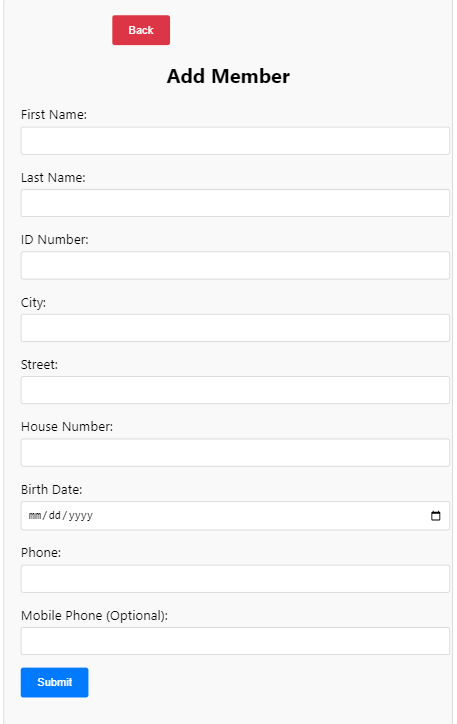 Back
Add Member
First Name:
Last Name:
ID Number:
City:
Street:
House Number:
Birth Date:
mm/dd/yyyy
Phone:
Mobile Phone (Optional):
Submit